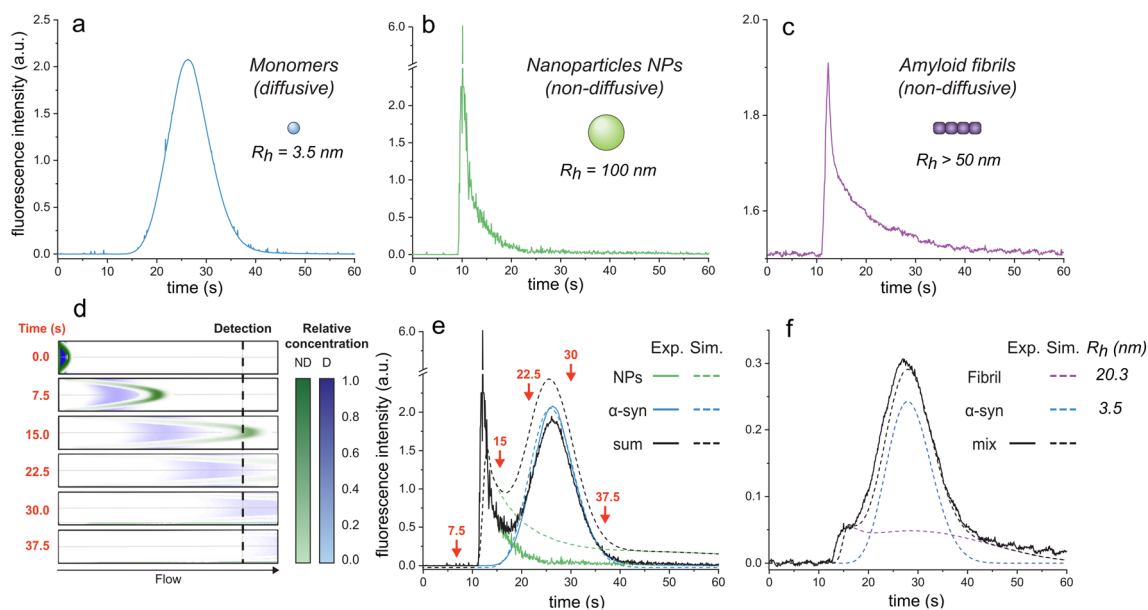 a
Monomers
(diffusive)
Rh = 3.5 nm
fluorescence intensity (a.u.)
2.5
2.0
1.5
1.0
0.5
0.0
0 10 20 30 40 50 60
time (s)
b
Nanoparticles NPs
(non-diffusive)
Rh = 100 nm
6.0
2.0
1.5
1.0
0.5
0.0
0 10 20 30 40 50 60
time (s)
c
Amyloid fibrils
(non-diffusive)
Rh > 50 nm
1.9
1.8
1.6
0 10 20 30 40 50 60
time (s)
d
Time (s)
Detection
Relative
concentration
ND D
0.0
7.5
15.0
22.5
30.0
37.5
1.0
0.8
0.6
0.4
0.2
0.0
Flow
e
Exp. Sim.
NPs
α-syn
sum
7.5
15
22.5
30
37.5
fluorescence intensity (a.u.)
6.0
2.0
1.5
1.0
0.5
0.0
0 10 20 30 40 50 60
time (s)
f
Exp. Sim. Rh (nm)
Fibril 20.3
α-syn 3.5
mix
0.3
0.2
0.1
0.0
0 10 20 30 40 50 60
time (s)